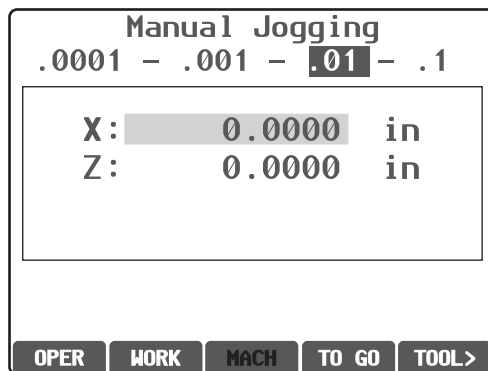 Manual Jogging
.0001 – .001 – .01 – .1
X: 0.0000 in
Z: 0.0000 in
OPER WORK MACH TO GO TOOL>